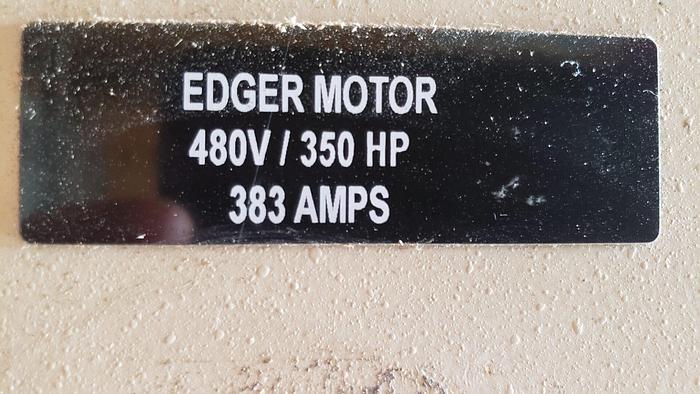 EDGER MOTOR
480V / 350 HP
383 AMPS